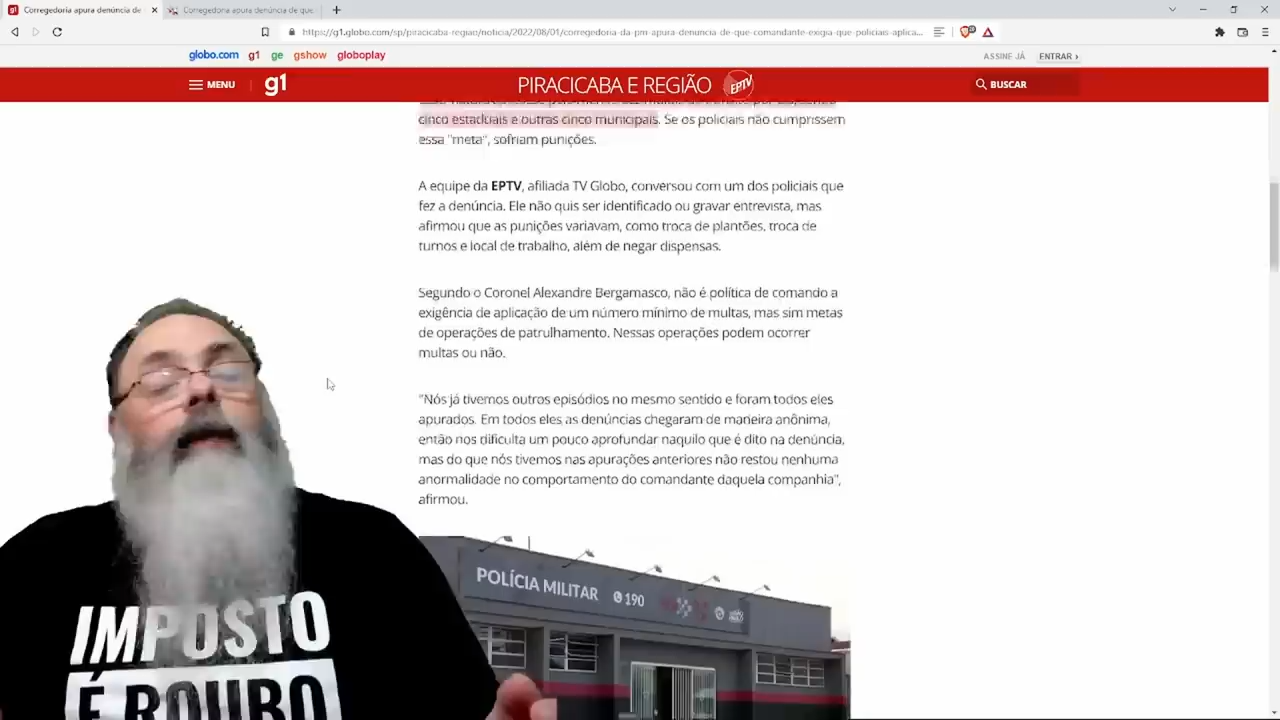 Corregedoria apura denúncia de
Corregedoria apura denúncia de que
https://g1.globo.com/sp/piracicaba-regiao/noticia/2022/08/01/corregedoria-da-pm-apura-denuncia-de-que-comandante-exigia-que-policiais-aplica...
globo.com g1 ge gshow globoplay
ASSINE JÁ ENTRAR ›
MENU g1 PIRACICABA E REGIÃO EPTV BUSCAR
cinco estaduais e outras cinco municipais. Se os policiais não cumprissem
essa "meta", sofriam punições.
A equipe da EPTV, afiliada TV Globo, conversou com um dos policiais que
fez a denúncia. Ele não quis ser identificado ou gravar entrevista, mas
afirmou que as punições variavam, como troca de plantões, troca de
turnos e local de trabalho, além de negar dispensas.
Segundo o Coronel Alexandre Bergamasco, não é política de comando a
exigência de aplicação de um número mínimo de multas, mas sim metas
de operações de patrulhamento. Nessas operações podem ocorrer
multas ou não.
"Nós já tivemos outros episódios no mesmo sentido e foram todos eles
apurados. Em todos eles as denúncias chegaram de maneira anônima,
então nos dificulta um pouco aprofundar naquilo que é dito na denúncia,
mas do que nós tivemos nas apurações anteriores não restou nenhuma
anormalidade no comportamento do comandante daquela companhia",
afirmou.
POLÍCIA MILITAR 190
IMPOSTO
É ROUBO